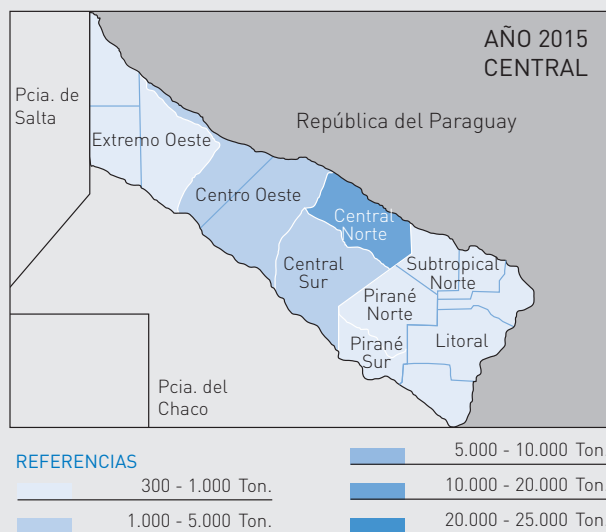 AÑO 2015
CENTRAL
Pcia. de
Salta
República del Paraguay
Extremo Oeste
Centro Oeste
Central
Norte
Central
Sur
Subtropical
Norte
Pirané
Norte
Litoral
Pirané
Sur
Pcia. del
Chaco
REFERENCIAS
300 - 1.000 Ton.
1.000 - 5.000 Ton.
5.000 - 10.000 Ton.
10.000 - 20.000 Ton.
20.000 - 25.000 Ton.